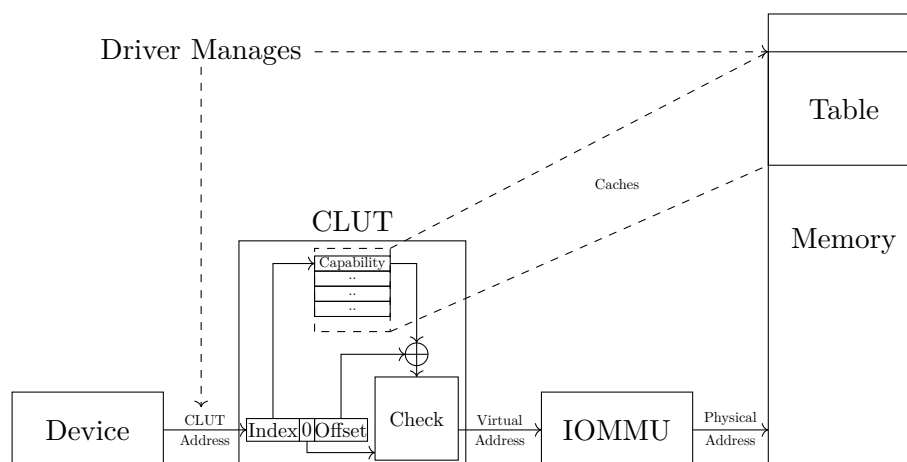 Driver Manages
Table
Caches
CLUT
Memory
Capability
..
..
..
Device
CLUT
Address
Index 0 Offset
Check
Virtual
Address
IOMMU
Physical
Address